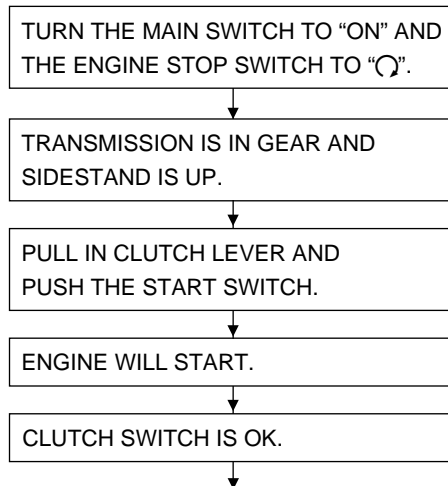 TURN THE MAIN SWITCH TO “ON” AND
THE ENGINE STOP SWITCH TO “”.
TRANSMISSION IS IN GEAR AND
SIDESTAND IS UP.
PULL IN CLUTCH LEVER AND
PUSH THE START SWITCH.
ENGINE WILL START.
CLUTCH SWITCH IS OK.